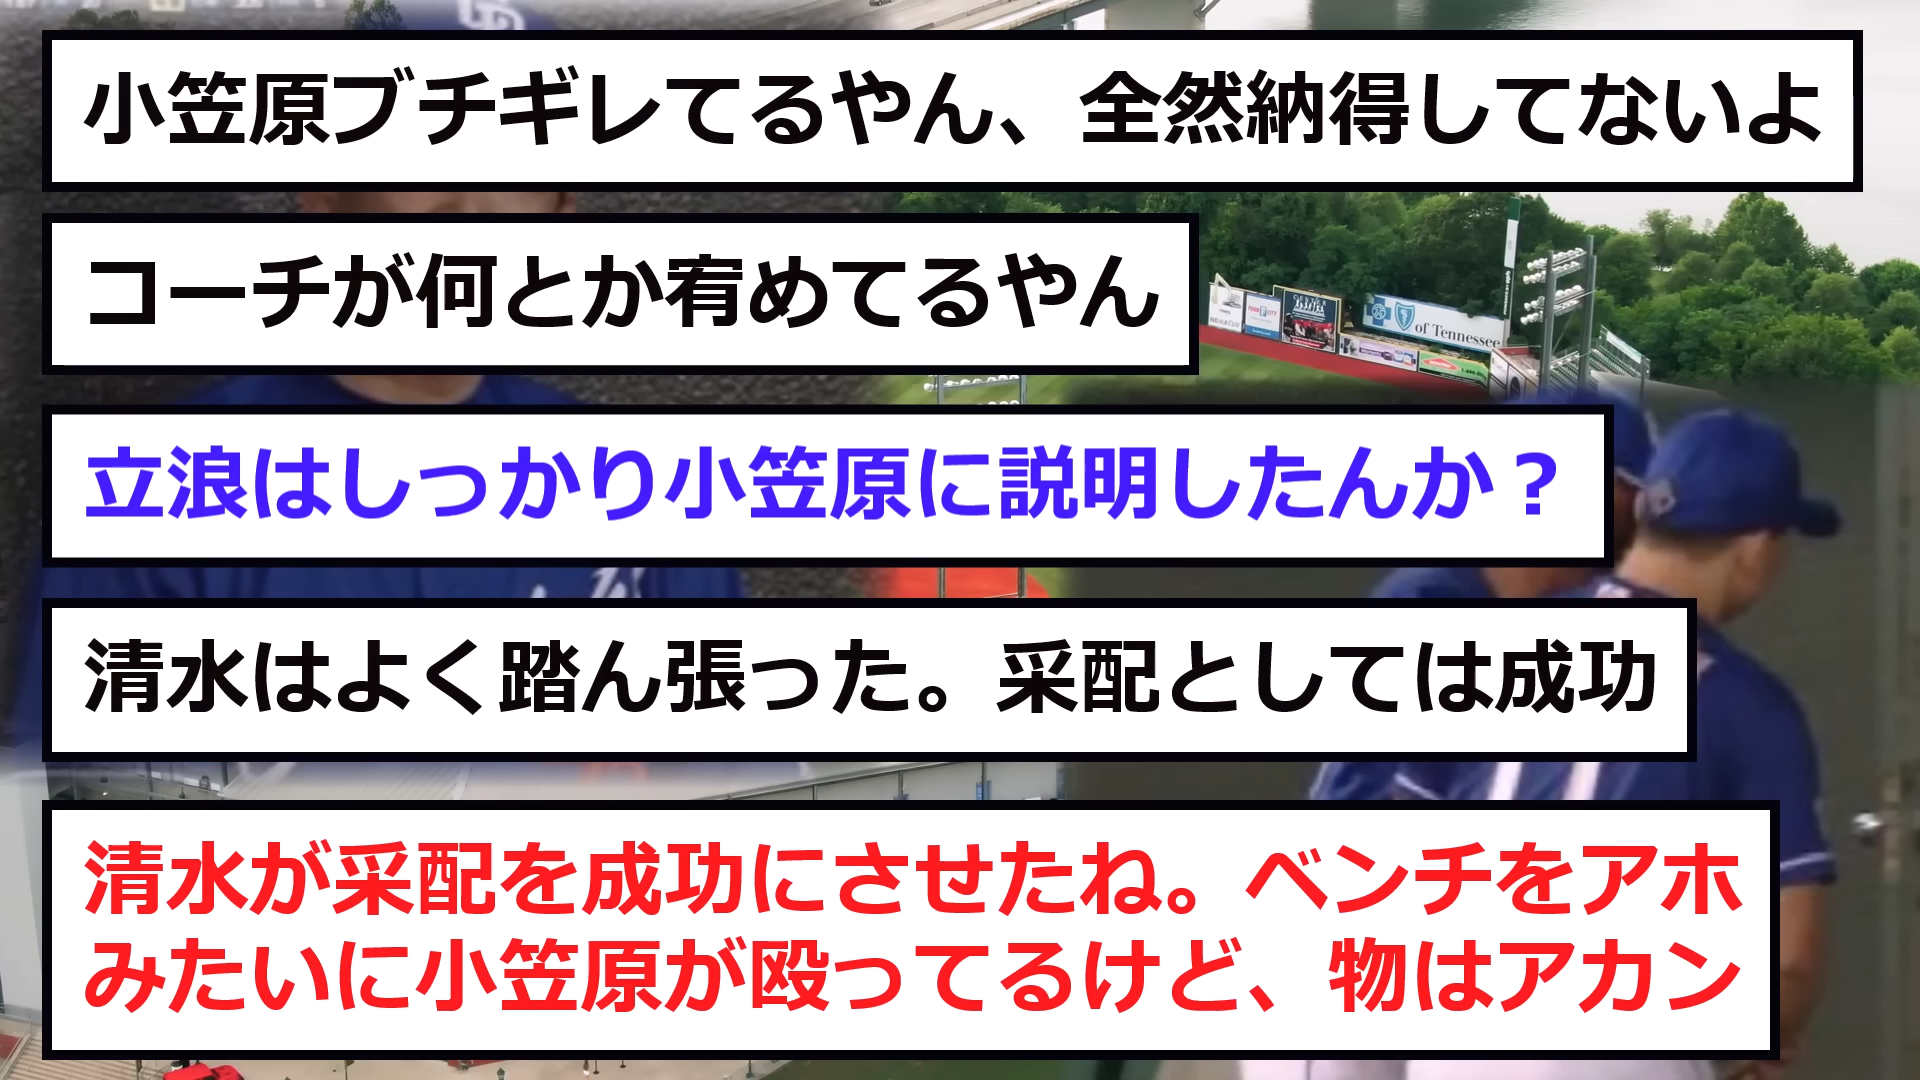 小笠原ブチギレてるやん、全然納得してないよ
コーチが何とか宥めてるやん
of Tennessee
立浪はしっかり小笠原に説明したんか？
清水はよく踏ん張った。采配としては成功
清水が采配を成功にさせたね。ベンチをアホ
みたいに小笠原が殴ってるけど、物はアカン